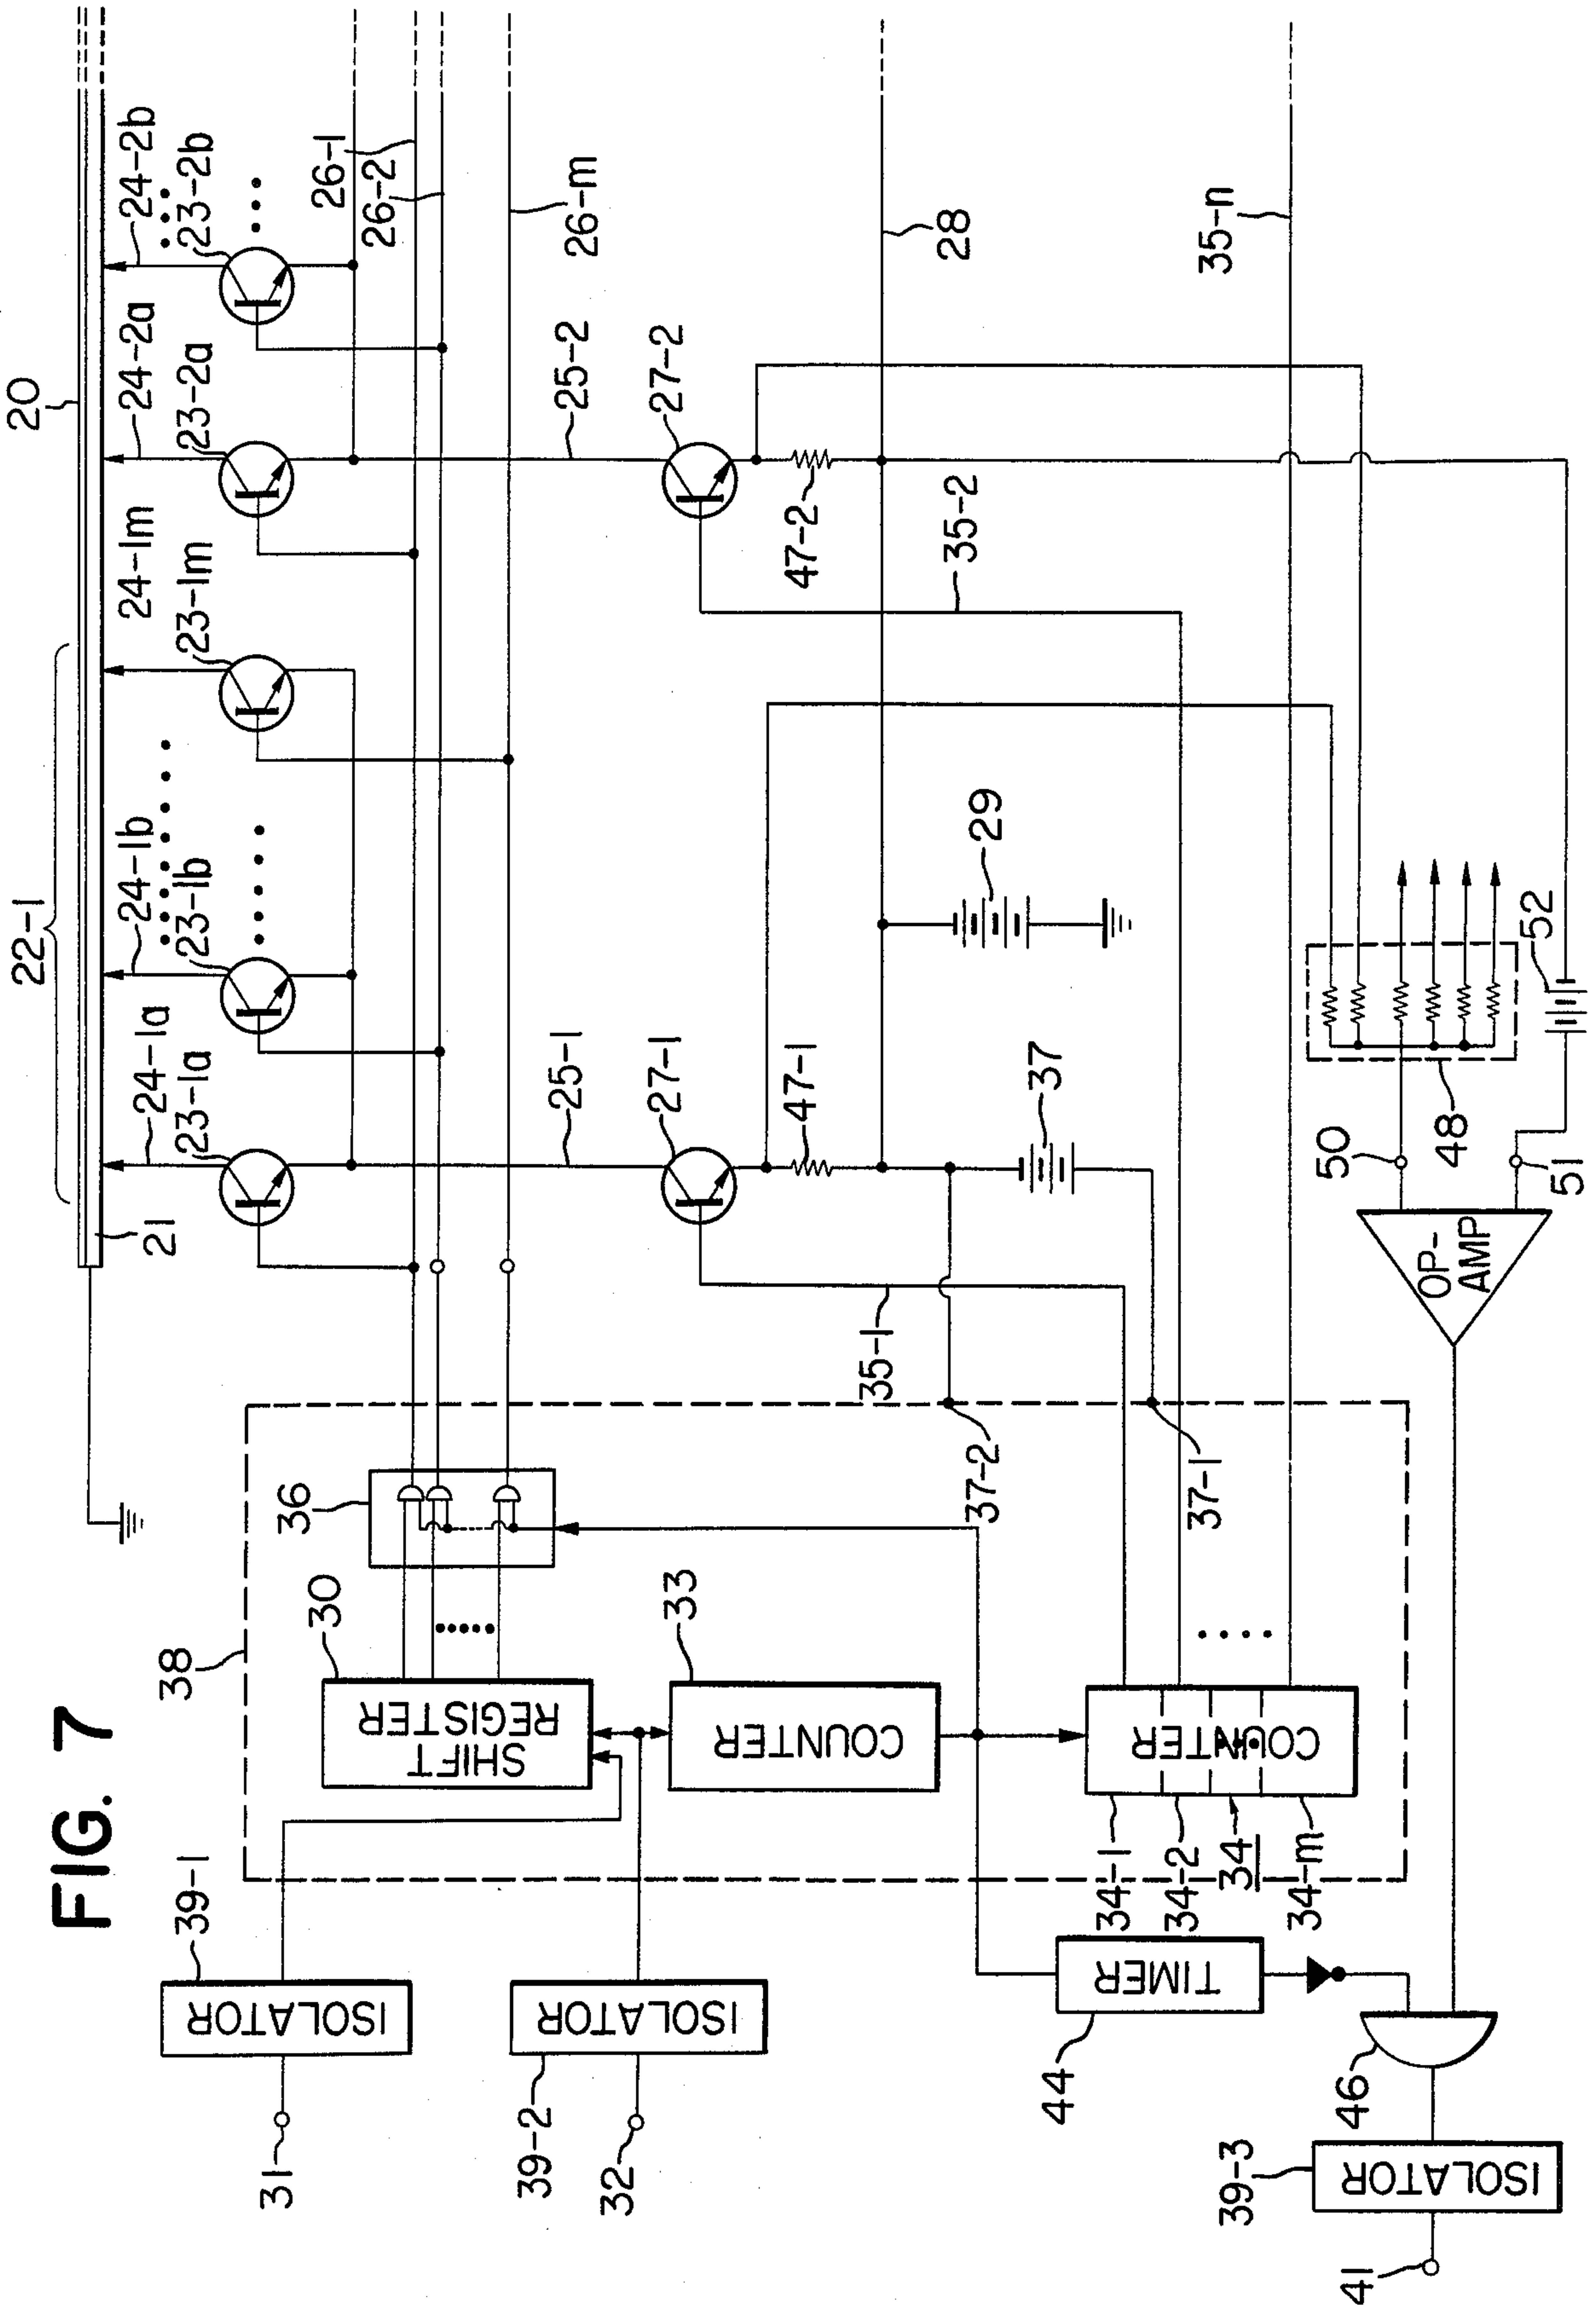 FIG. 7
20
22-1
21
24-1a
23-1a
24-1b
23-1b
24-1m
23-1m
24-2a
23-2a
24-2b
23-2b
26-1
26-2
26-m
25-1
25-2
27-1
27-2
47-1
47-2
28
29
37
35-1
35-2
35-n
37-2
37-1
36
30
38
SHIFT
REGISTER
33
COUNTER
COUNTER
34-1
34-2
34
34-m
39-1
ISOLATOR
31
39-2
ISOLATOR
32
TIMER
44
46
39-3
ISOLATOR
41
OP-
AMP
50
51
48
52